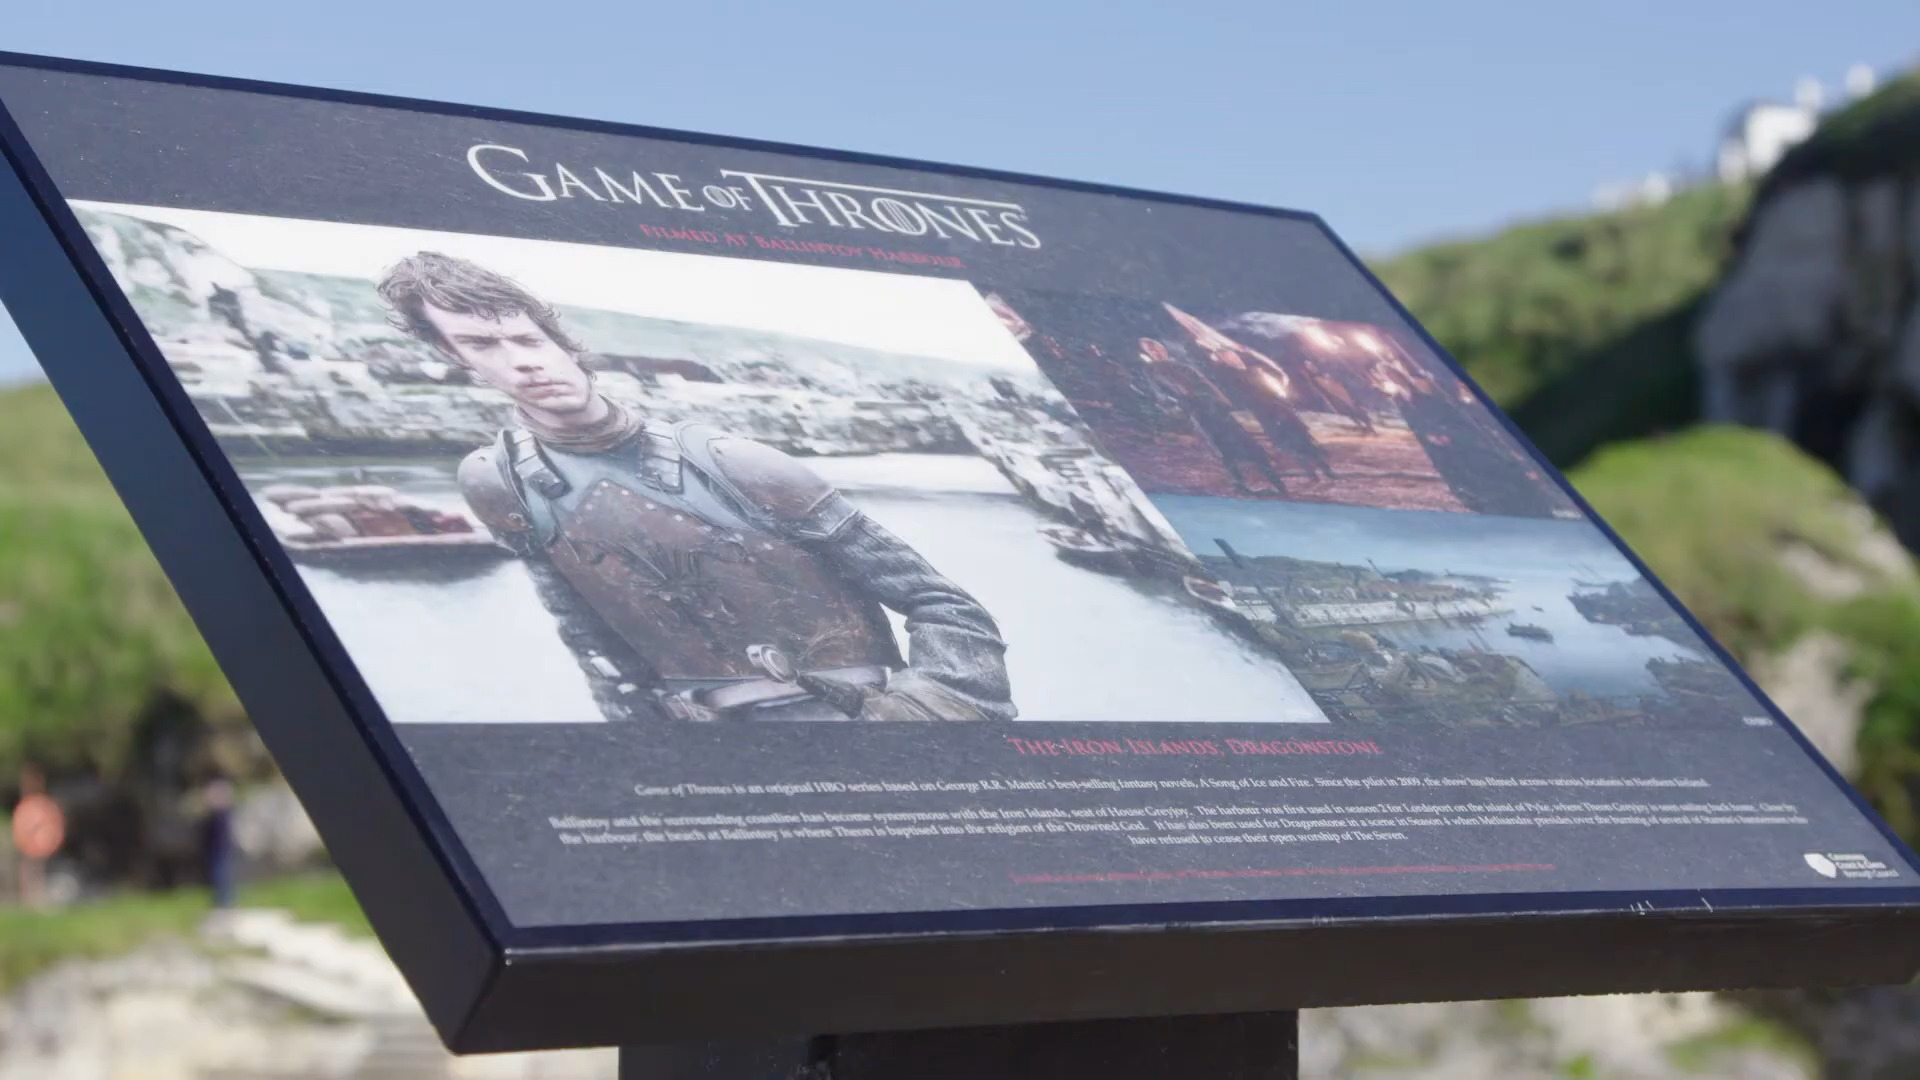 GAME OF THRONES
FILMED AT BALLINTOY HARBOUR
THE IRON ISLANDS, DRAGONSTONE
Game of Thrones is an original HBO series based on George R.R. Martin's best-selling fantasy novels, A Song of Ice and Fire. Since the pilot in 2009, the show has filmed across various locations in Northern Ireland.
Ballintoy and the surrounding coastline has become synonymous with the Iron Islands, seat of House Greyjoy. The harbour was first used in season 2 for Lordsport on the island of Pyke, where Theon Greyjoy is seen sailing back home. Close by
the harbour, the beach at Ballintoy is where Theon is baptised into the religion of the Drowned God. It has also been used for Dragonstone in a scene in Season 4 when Melisandre presides over the burning of several of Stannis's bannermen who
have refused to cease their open worship of The Seven.
Causeway
Coast & Glens
Borough Council